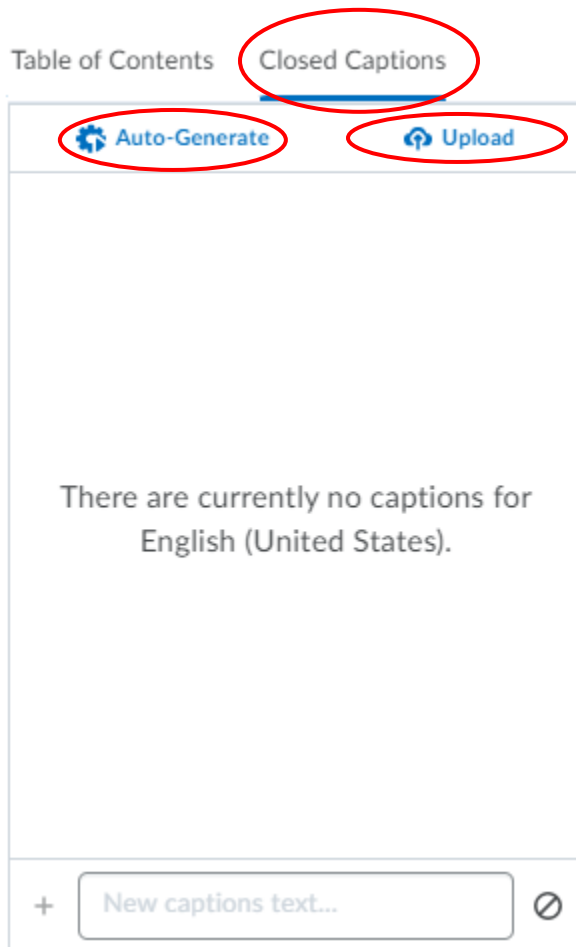 Table of Contents Closed Captions
Auto-Generate Upload
There are currently no captions for
English (United States).
+ New captions text...